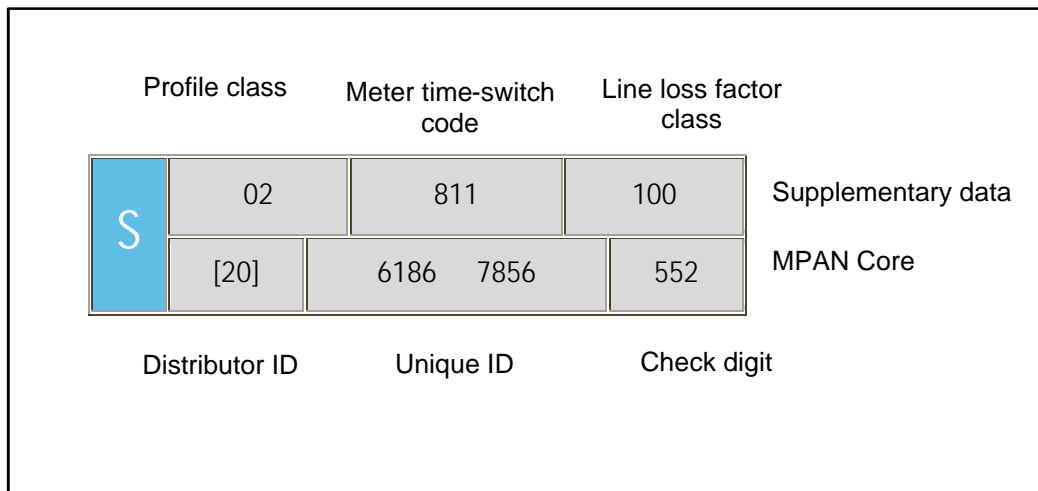 Profile class
Meter time-switch
code
Line loss factor
class
S
02
811
100
Supplementary data
[20]
6186 7856
552
MPAN Core
Distributor ID
Unique ID
Check digit